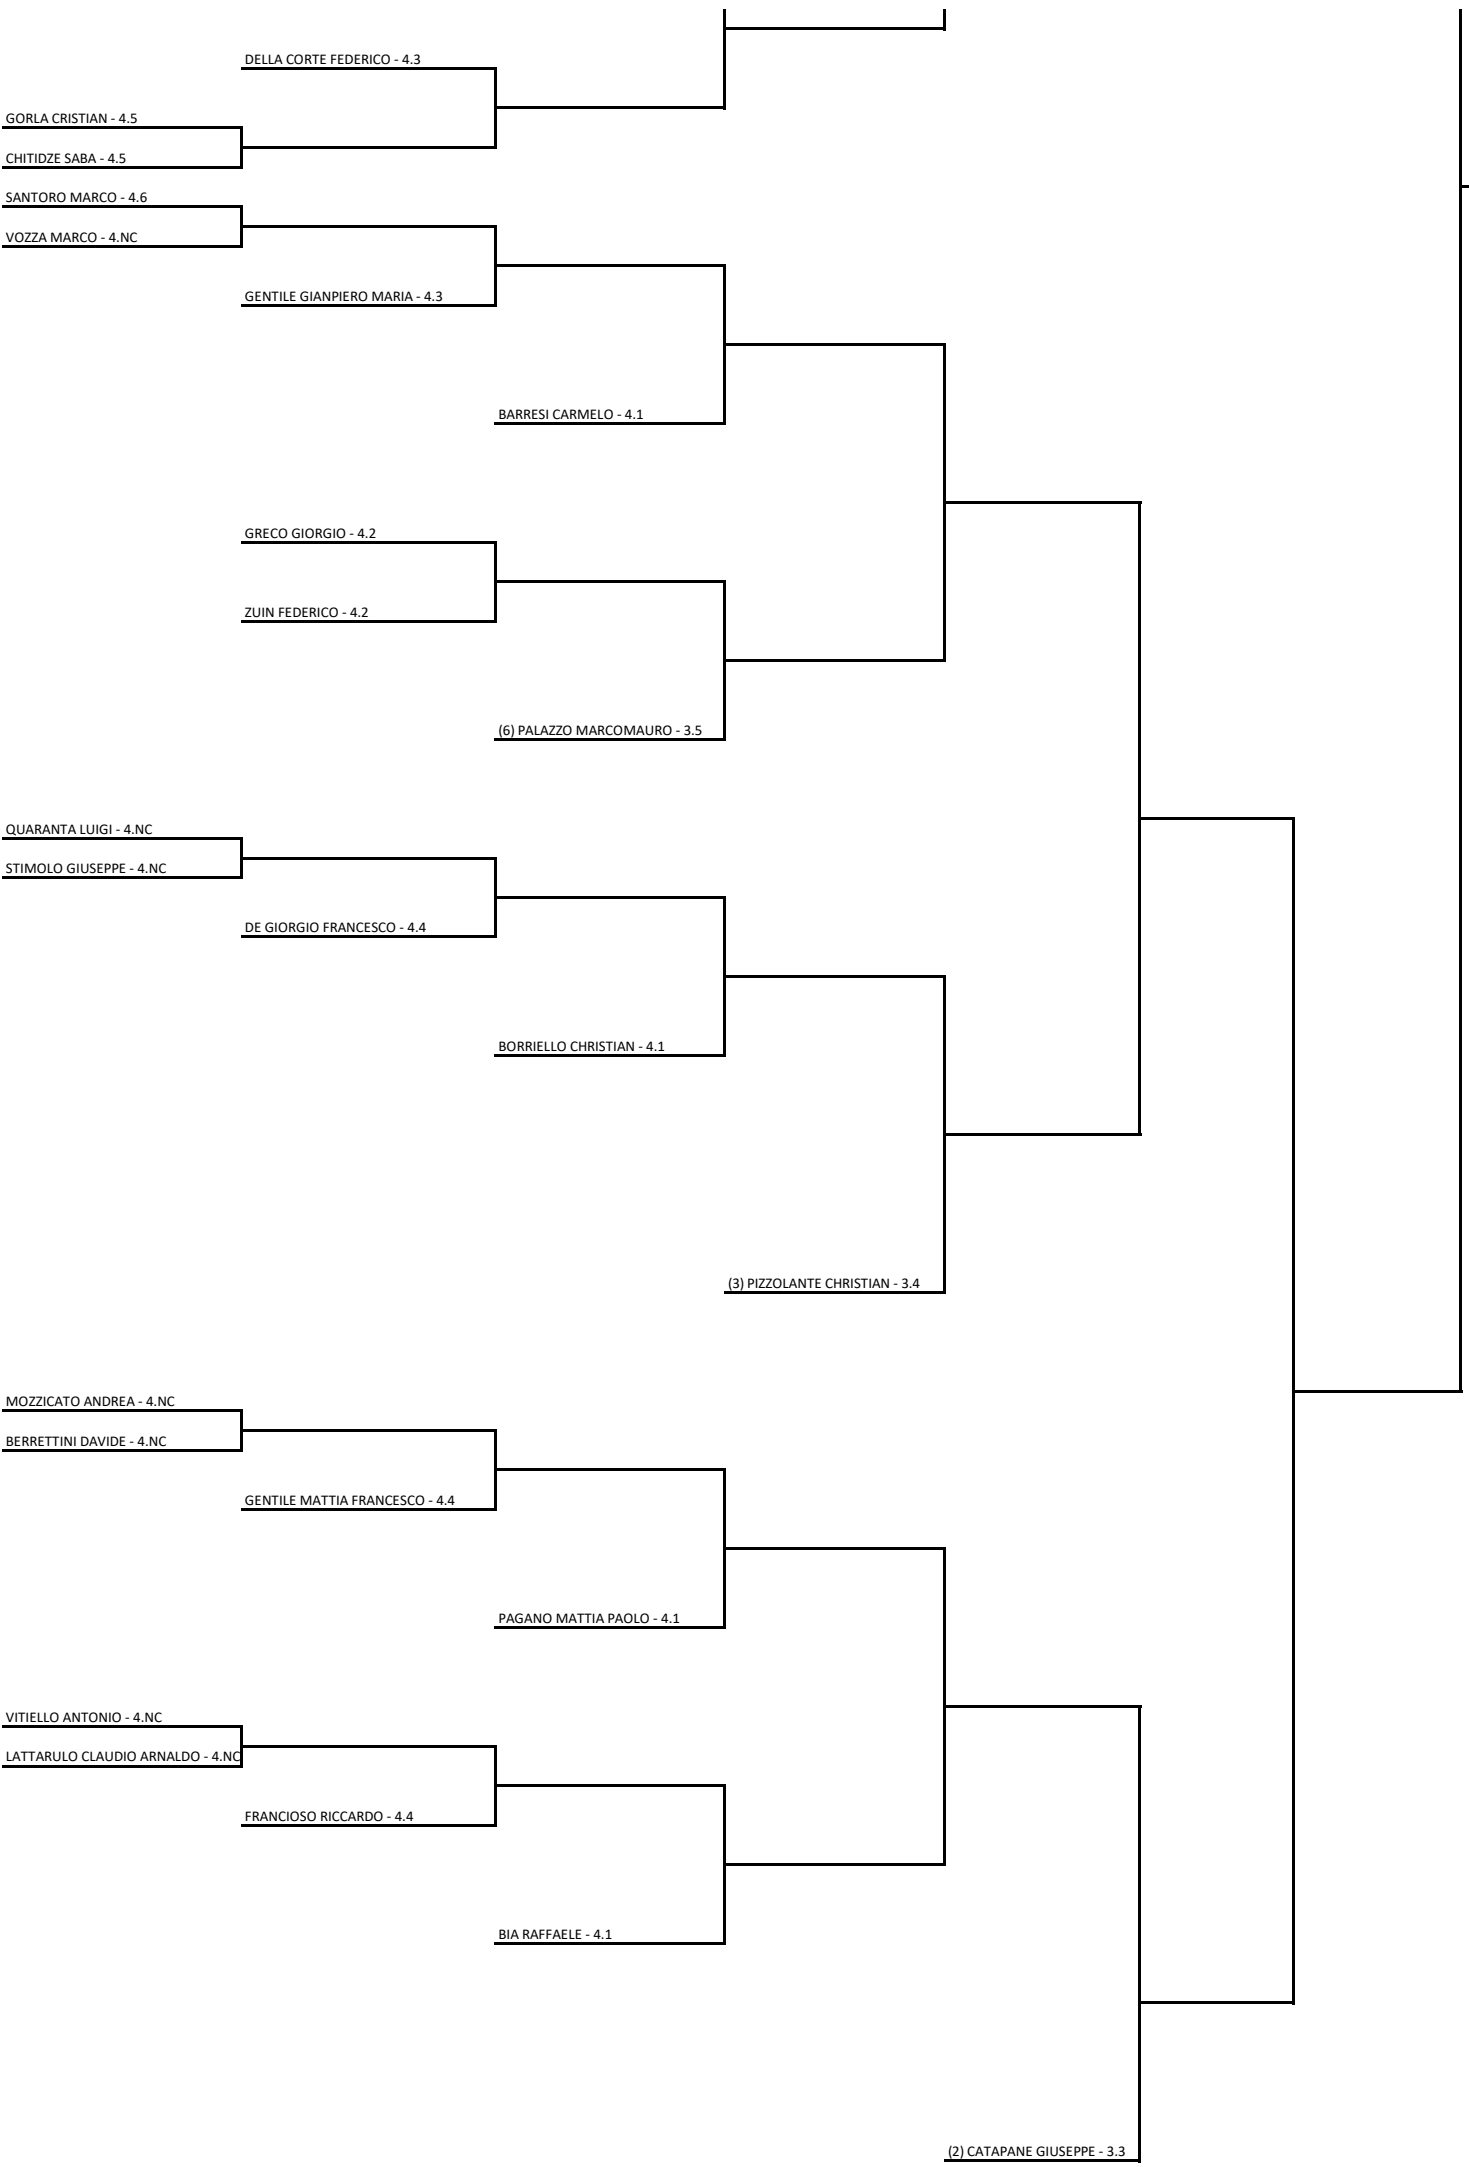 DELLA CORTE FEDERICO - 4.3
GORLA CRISTIAN - 4.5
CHITIDZE SABA - 4.5
SANTORO MARCO - 4.6
VOZZA MARCO - 4.NC
GENTILE GIANPIERO MARIA - 4.3
BARRESI CARMELO - 4.1
GRECO GIORGIO - 4.2
ZUIN FEDERICO - 4.2
(6) PALAZZO MARCOMAURO - 3.5
QUARANTA LUIGI - 4.NC
STIMOLO GIUSEPPE - 4.NC
DE GIORGIO FRANCESCO - 4.4
BORRIELLO CHRISTIAN - 4.1
(3) PIZZOLANTE CHRISTIAN - 3.4
MOZZICATO ANDREA - 4.NC
BERRETTINI DAVIDE - 4.NC
GENTILE MATTIA FRANCESCO - 4.4
PAGANO MATTIA PAOLO - 4.1
VITIELLO ANTONIO - 4.NC
LATTARULO CLAUDIO ARNALDO - 4.NC
FRANCIOSO RICCARDO - 4.4
BIA RAFFAELE - 4.1
(2) CATAPANE GIUSEPPE - 3.3